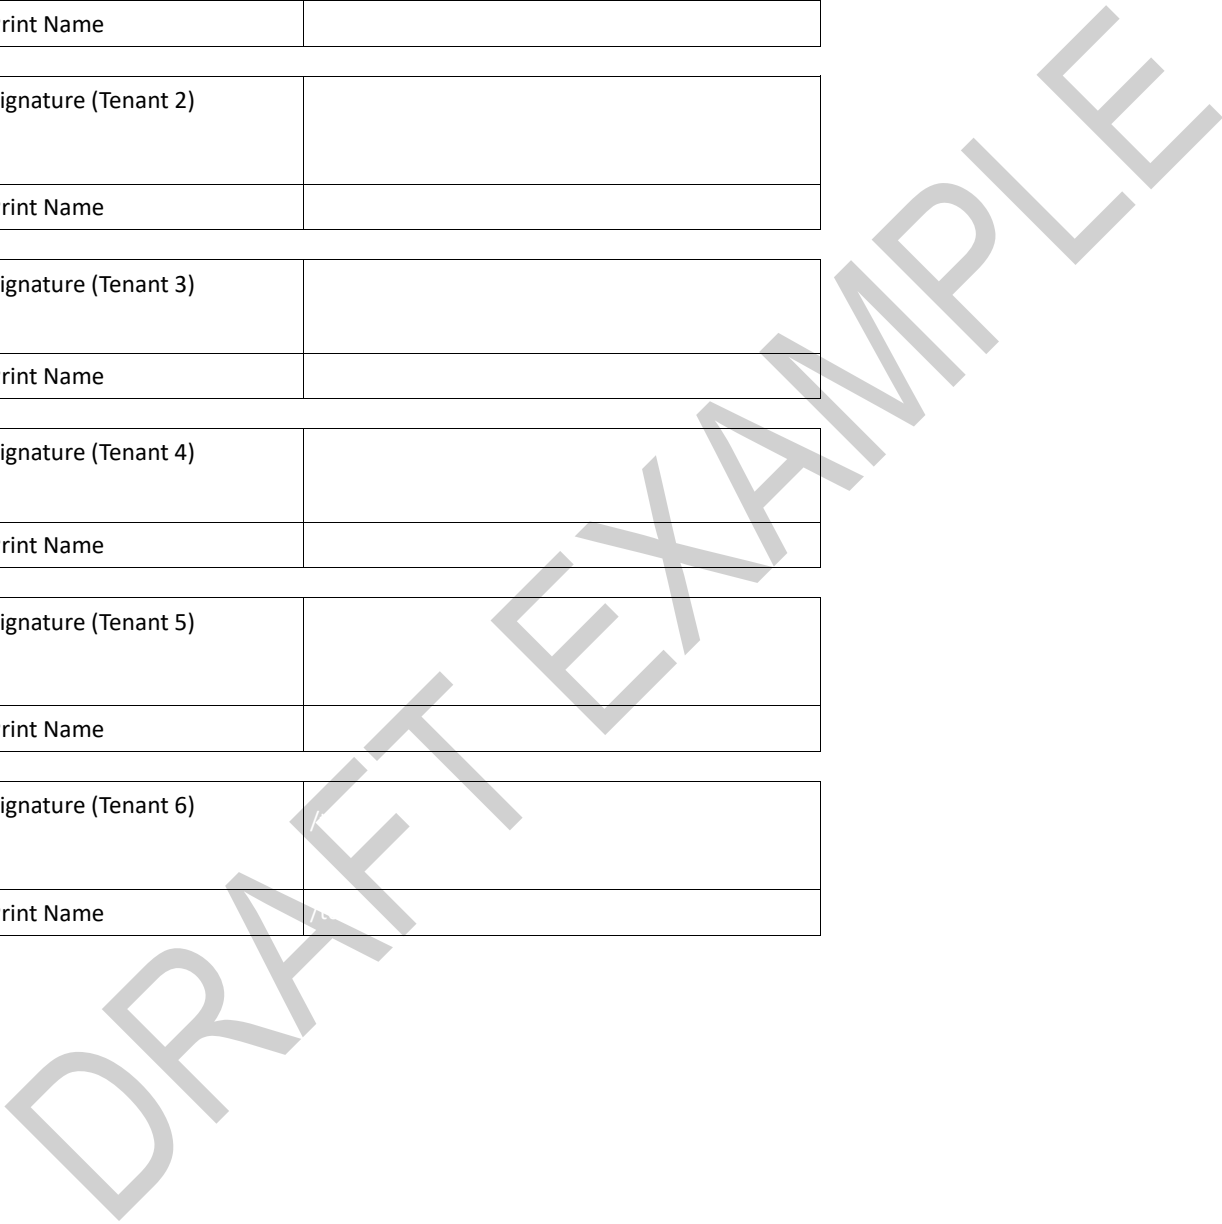 rint Name
ignature (Tenant 2)
rint Name
ignature (Tenant 3)
rint Name
ignature (Tenant 4)
rint Name
ignature (Tenant 5)
rint Name
ignature (Tenant 6)
rint Name
DRAFT EXAMPLE